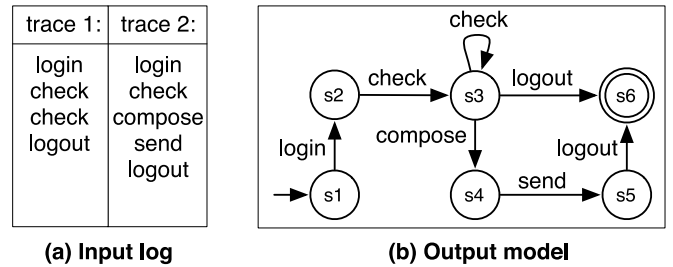 trace 1: trace 2:
login login
check check
check compose
logout send
logout
check
s2 check s3 logout s6
login compose logout
s1 s4 send s5
(a) Input log
(b) Output model